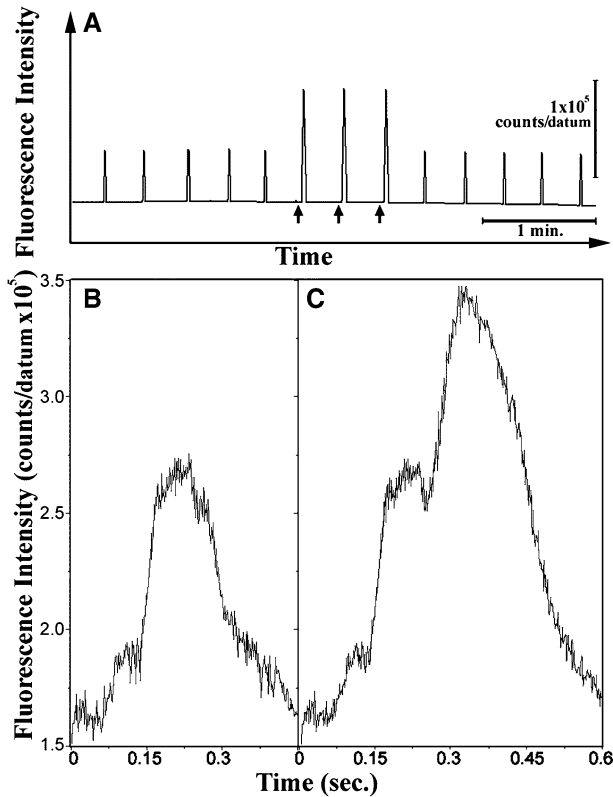 A
Fluorescence Intensity
1x10⁵
counts/datum
1 min.
Time
Fluorescence Intensity (counts/datum x10⁵)
3.5
3.0
2.5
2.0
1.5
B
C
0 0.15 0.3 0 0.15 0.3 0.45 0.6
Time (sec.)